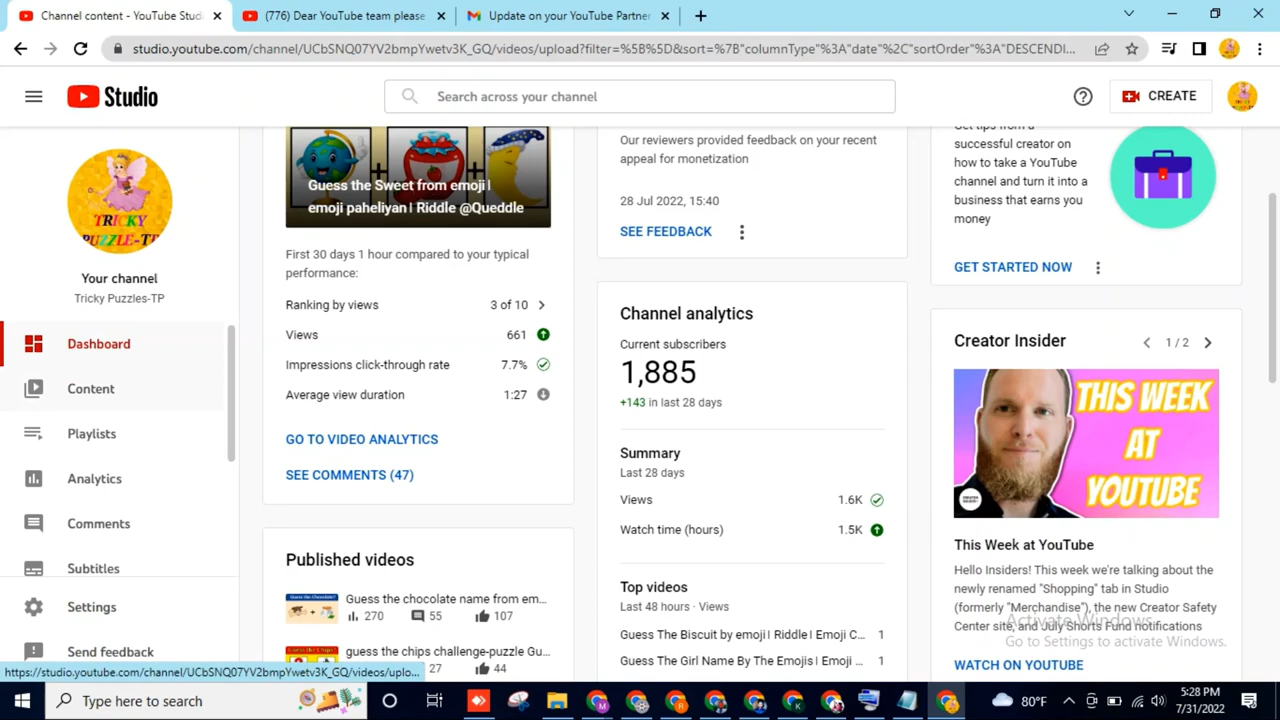 Channel content - YouTube Studi
(776) Dear YouTube team please
Update on your YouTube Partner
studio.youtube.com/channel/UCbSNQ07YV2bmpYwetv3K_GQ/videos/upload?filter=%5B%5D&sort=%7B"columnType"%3A"date"%2C"sortOrder"%3A"DESCENDI...
Studio
Search across your channel
CREATE
TRICKY
PUZZLE-TP
Your channel
Tricky Puzzles-TP
Dashboard
Content
Playlists
Analytics
Comments
Subtitles
Settings
Send feedback
Guess the Sweet from emoji|
emoji paheliyan| Riddle @Queddle
First 30 days 1 hour compared to your typical
performance:
Ranking by views 3 of 10
Views 661
Impressions click-through rate 7.7%
Average view duration 1:27
GO TO VIDEO ANALYTICS
SEE COMMENTS (47)
Published videos
Guess the chocolate name from em...
270 55 107
guess the chips challenge-puzzle Gu...
27 44
Our reviewers provided feedback on your recent
appeal for monetization
28 Jul 2022, 15:40
SEE FEEDBACK
Channel analytics
Current subscribers
1,885
+143 in last 28 days
Summary
Last 28 days
Views 1.6K
Watch time (hours) 1.5K
Top videos
Last 48 hours · Views
Guess The Biscuit by emoji| Riddle| Emoji C... 1
Guess The Girl Name By The Emojis| Emoji ... 1
Get tips from a
successful creator on
how to take a YouTube
channel and turn it into a
business that earns you
money
GET STARTED NOW
Creator Insider
1 / 2
THIS WEEK
AT
YOUTUBE
This Week at YouTube
Hello Insiders! This week we're talking about the
newly renamed "Shopping" tab in Studio
(formerly "Merchandise"), the new Creator Safety
Center site, and July Shorts Fund notifications
WATCH ON YOUTUBE
Activate Windows
Go to Settings to activate Windows.
https://studio.youtube.com/channel/UCbSNQ07YV2bmpYwetv3K_GQ/videos/uplo...
Type here to search
80°F
5:28 PM
7/31/2022